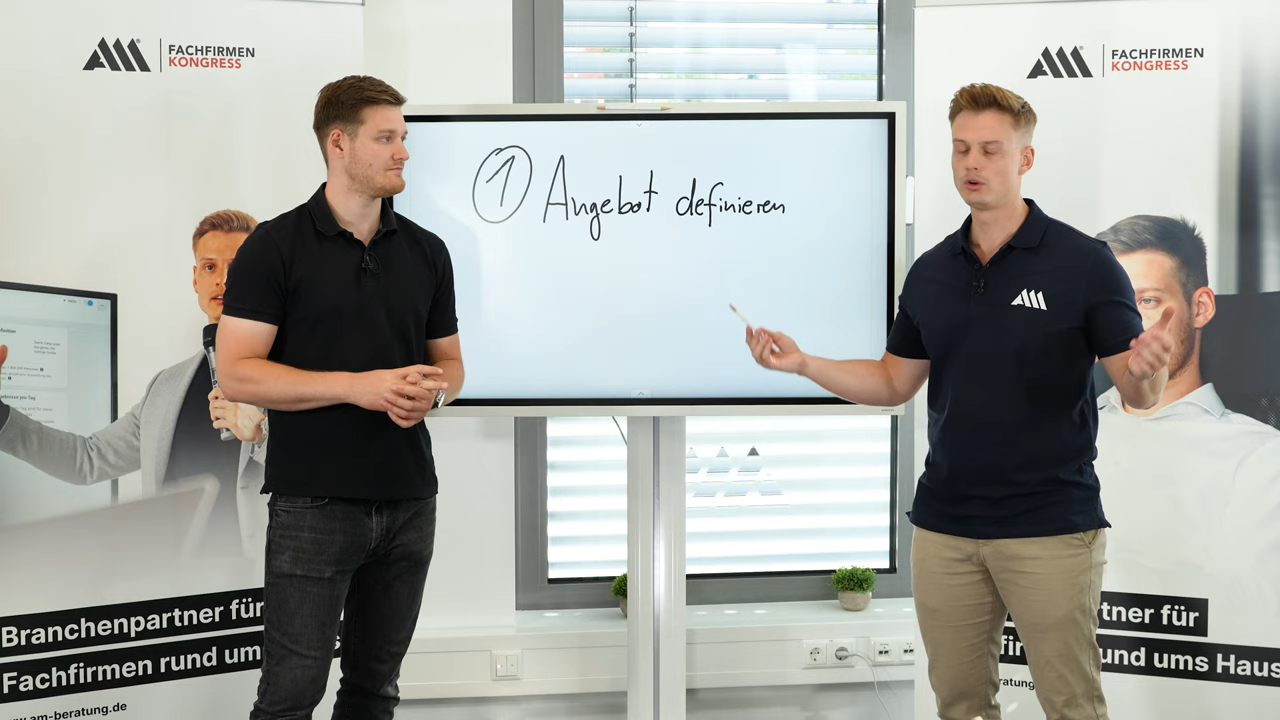 FACHFIRMEN
KONGRESS
FACHFIRMEN
KONGRESS
① Angebot definieren
Branchenpartner für
Fachfirmen rund um
am-beratung.de
tner für
und ums Haus